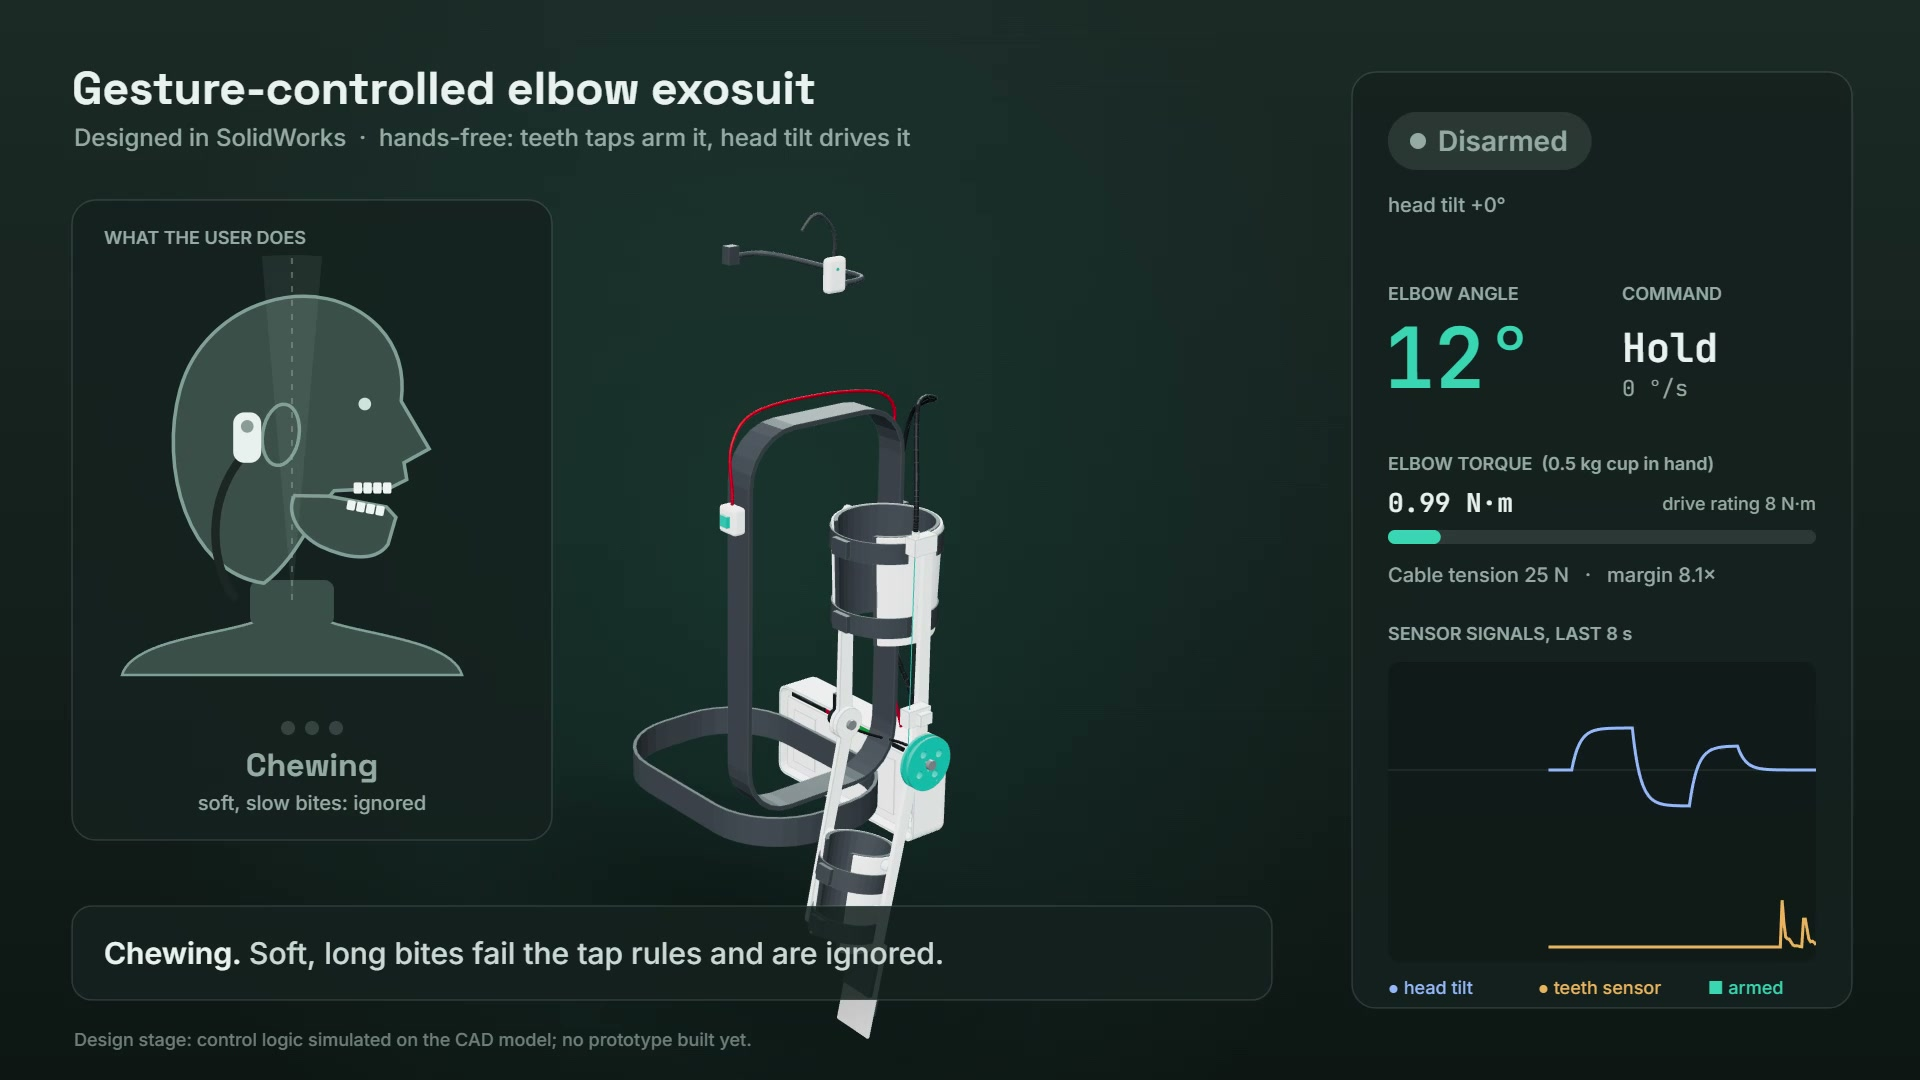 Gesture-controlled elbow exosuit
Designed in SolidWorks · hands-free: teeth taps arm it, head tilt drives it
WHAT THE USER DOES
Chewing
soft, slow bites: ignored
Chewing. Soft, long bites fail the tap rules and are ignored.
Design stage: control logic simulated on the CAD model; no prototype built yet.
Disarmed
head tilt +0°
ELBOW ANGLE
12°
COMMAND
Hold
0 °/s
ELBOW TORQUE (0.5 kg cup in hand)
0.99 N·m
drive rating 8 N·m
Cable tension 25 N · margin 8.1×
SENSOR SIGNALS, LAST 8 s
head tilt
teeth sensor
armed